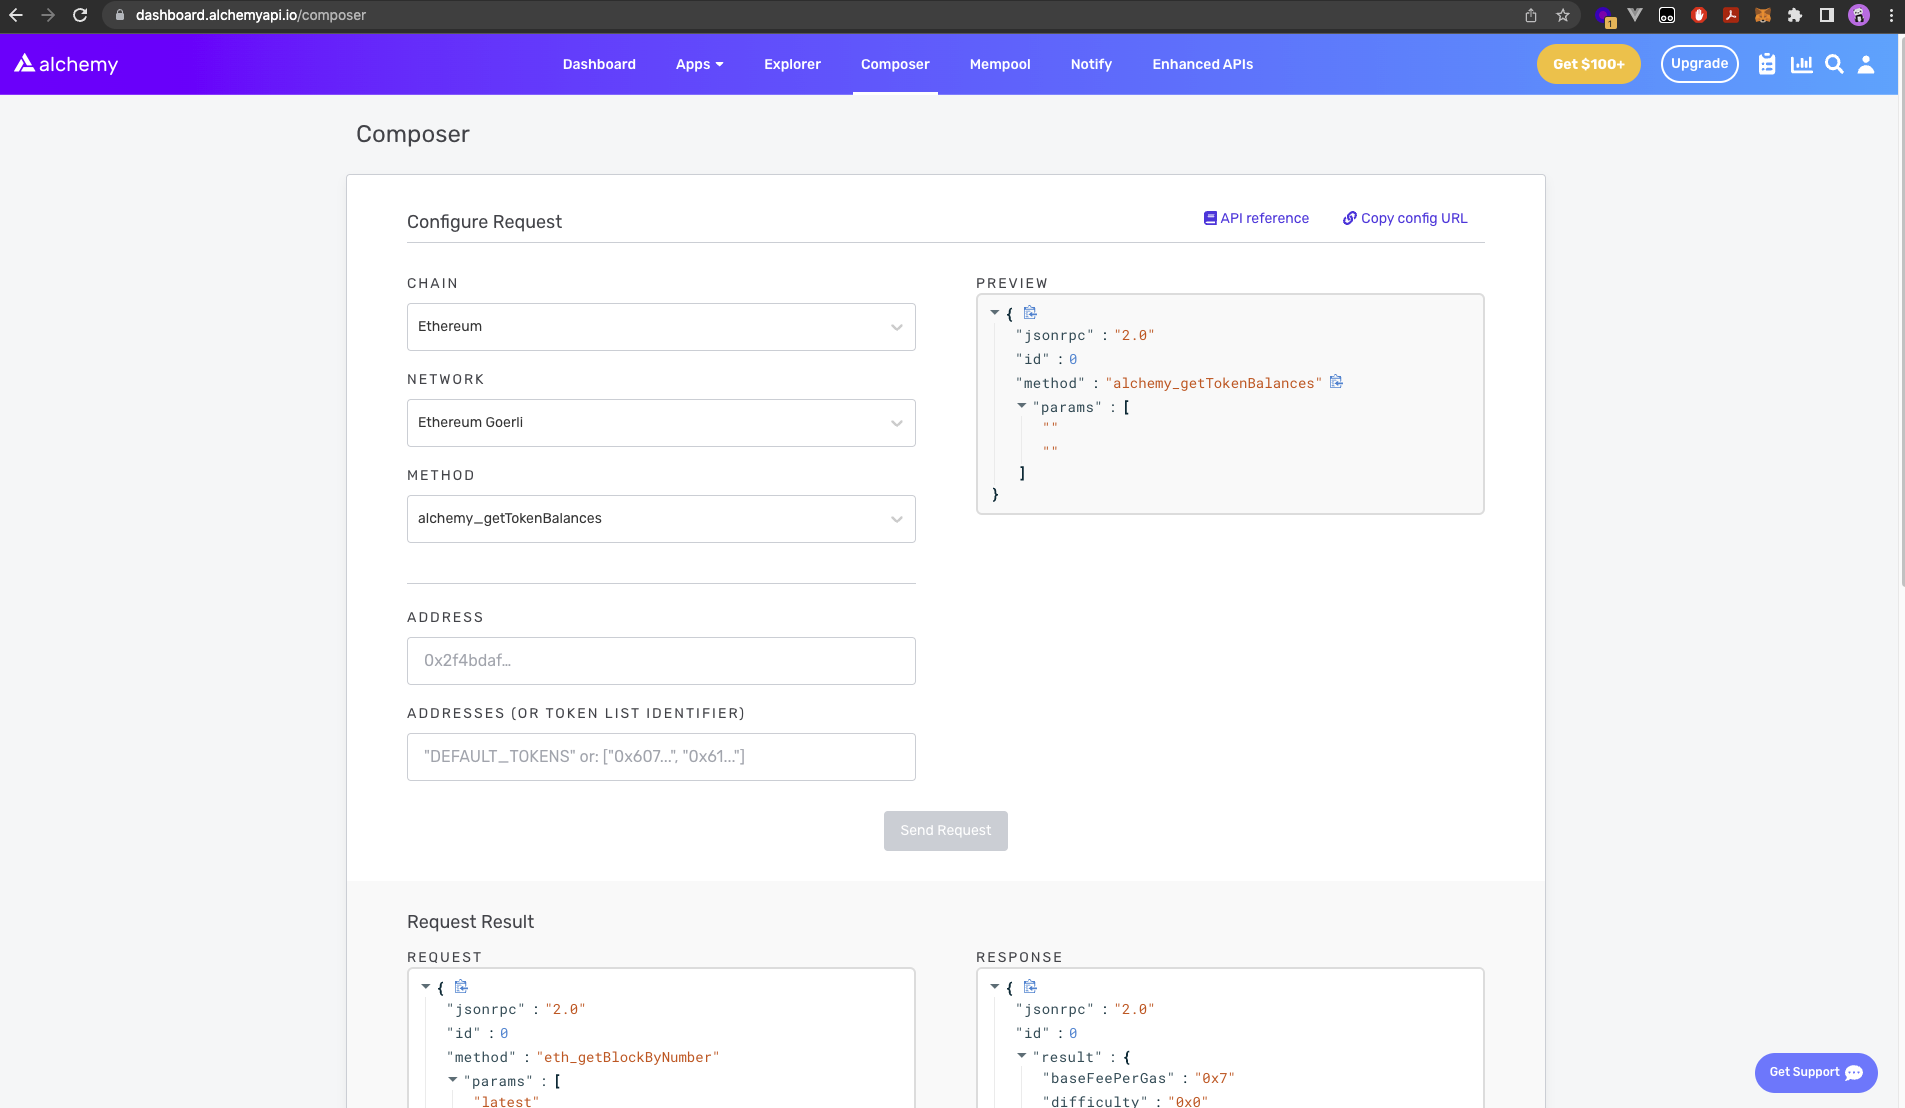 dashboard.alchemyapi.io/composer
1
alchemy
Dashboard
Apps
Explorer
Composer
Mempool
Notify
Enhanced APIs
Get $100+
Upgrade
Composer
Configure Request
API reference
Copy config URL
CHAIN
Ethereum
NETWORK
Ethereum Goerli
METHOD
alchemy_getTokenBalances
ADDRESS
0x2f4bdaf...
ADDRESSES (OR TOKEN LIST IDENTIFIER)
"DEFAULT_TOKENS" or: ["0x607...", "0x61..."]
PREVIEW
{
"jsonrpc" : "2.0"
"id" : 0
"method" : "alchemy_getTokenBalances"
"params" : [
""
""
]
}
Send Request
Request Result
REQUEST
{
"jsonrpc" : "2.0"
"id" : 0
"method" : "eth_getBlockByNumber"
"params" : [
"latest"
RESPONSE
{
"jsonrpc" : "2.0"
"id" : 0
"result" : {
"baseFeePerGas" : "0x7"
"difficulty" : "0x0"
Get Support